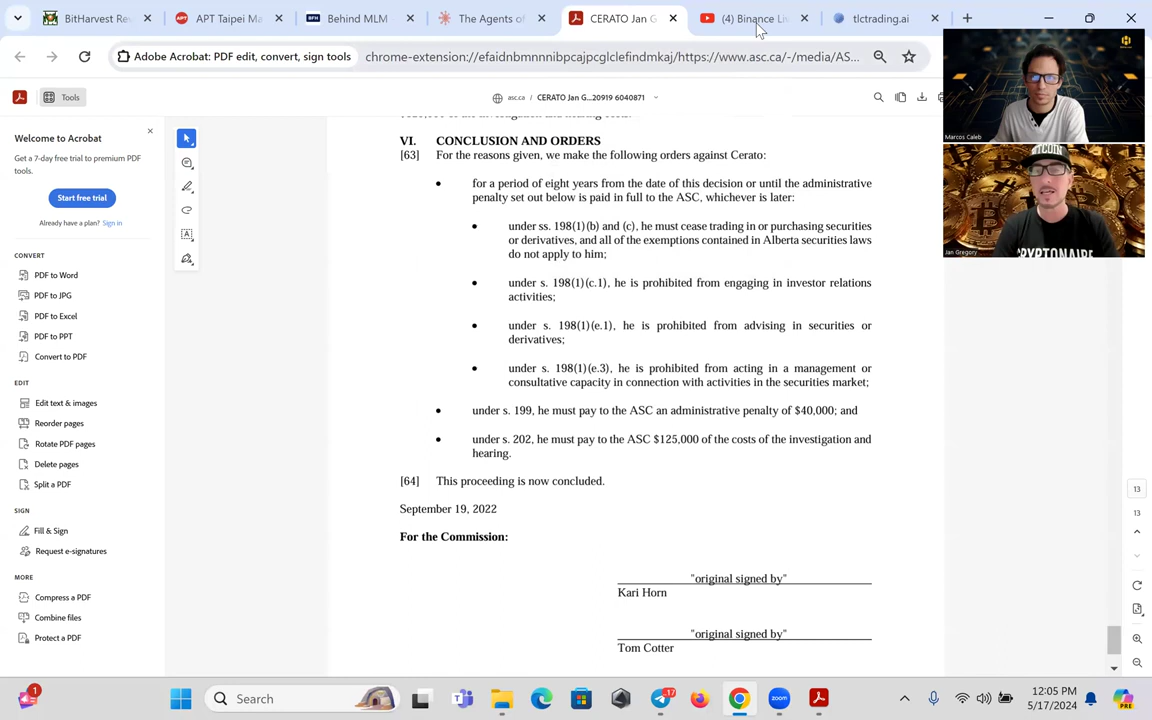 BitHarvest Rev
APT Taipei Ma
BFH
Behind MLM
The Agents of
CERATO Jan G
(4) Binance Liv
tlctrading.ai
Adobe Acrobat: PDF edit, convert, sign tools
chrome-extension://efaidnbmnnnibpcajpcglclefindmkaj/https://www.asc.ca/-/media/AS...
Tools
asc.ca / CERATO Jan G...20919 6040871
Marcos Caleb
BITCOIN
CRYPTONAIRE
Jan Gregory
Welcome to Acrobat
Get a 7-day free trial to premium PDF
tools.
Start free trial
Already have a plan? Sign in
CONVERT
PDF to Word
PDF to JPG
PDF to Excel
PDF to PPT
Convert to PDF
EDIT
Edit text & images
Reorder pages
Rotate PDF pages
Delete pages
Split a PDF
SIGN
Fill & Sign
Request e-signatures
MORE
Compress a PDF
Combine files
Protect a PDF
VI. CONCLUSION AND ORDERS
[63] For the reasons given, we make the following orders against Cerato:
• for a period of eight years from the date of this decision or until the administrative
penalty set out below is paid in full to the ASC, whichever is later:
• under ss. 198(1)(b) and (c), he must cease trading in or purchasing securities
or derivatives, and all of the exemptions contained in Alberta securities laws
do not apply to him;
• under s. 198(1)(c.1), he is prohibited from engaging in investor relations
activities;
• under s. 198(1)(e.1), he is prohibited from advising in securities or
derivatives;
• under s. 198(1)(e.3), he is prohibited from acting in a management or
consultative capacity in connection with activities in the securities market;
• under s. 199, he must pay to the ASC an administrative penalty of $40,000; and
• under s. 202, he must pay to the ASC $125,000 of the costs of the investigation and
hearing.
[64] This proceeding is now concluded.
September 19, 2022
For the Commission:
"original signed by"
Kari Horn
"original signed by"
Tom Cotter
13
13
1
Search
17
12:05 PM
5/17/2024
PRE